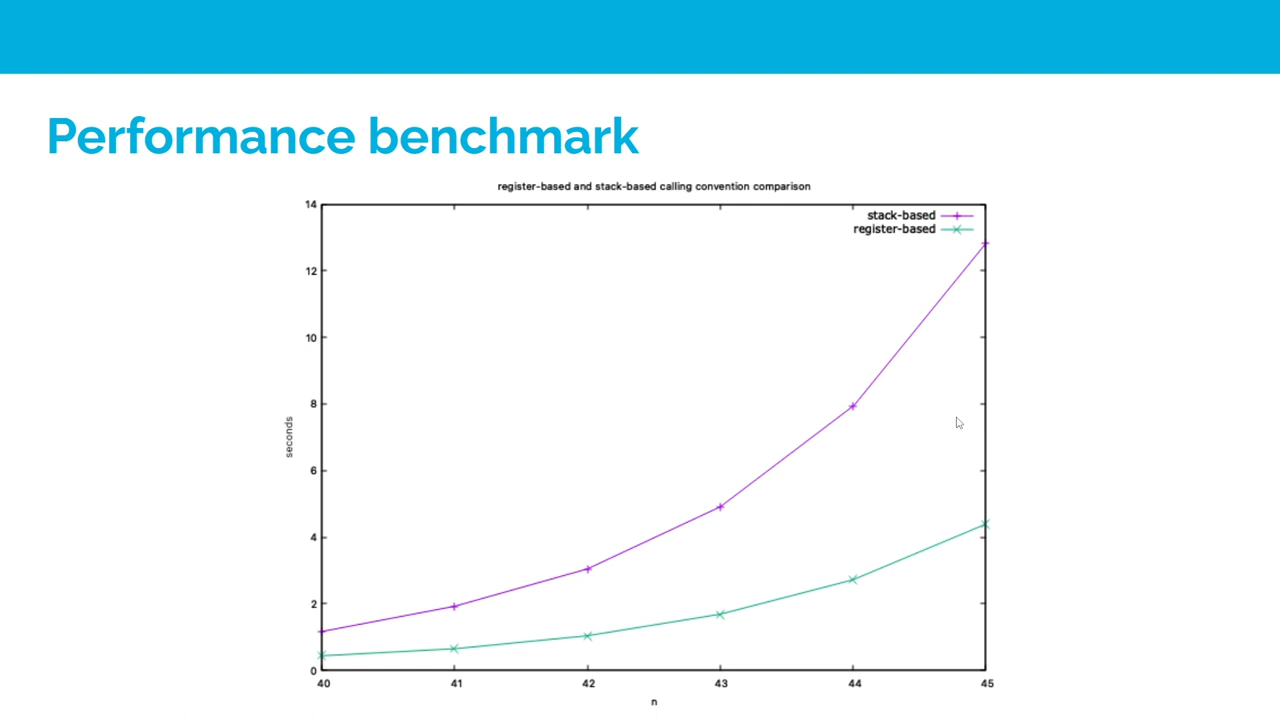 Performance benchmark
register-based and stack-based calling convention comparison
stack-based
register-based
14
12
10
8
6
4
2
0
seconds
40 41 42 43 44 45
n